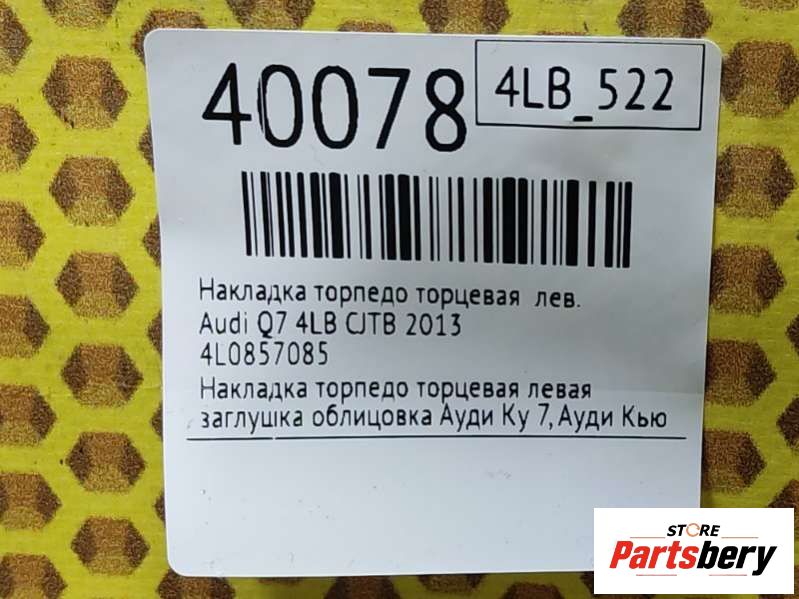 40078
4LB_522
Накладка торпедо торцевая лев.
Audi Q7 4LB CJTB 2013
4L0857085
Накладка торпедо торцевая левая
заглушка облицовка Ауди Ку 7, Ауди Кью
STORE
Partsbery